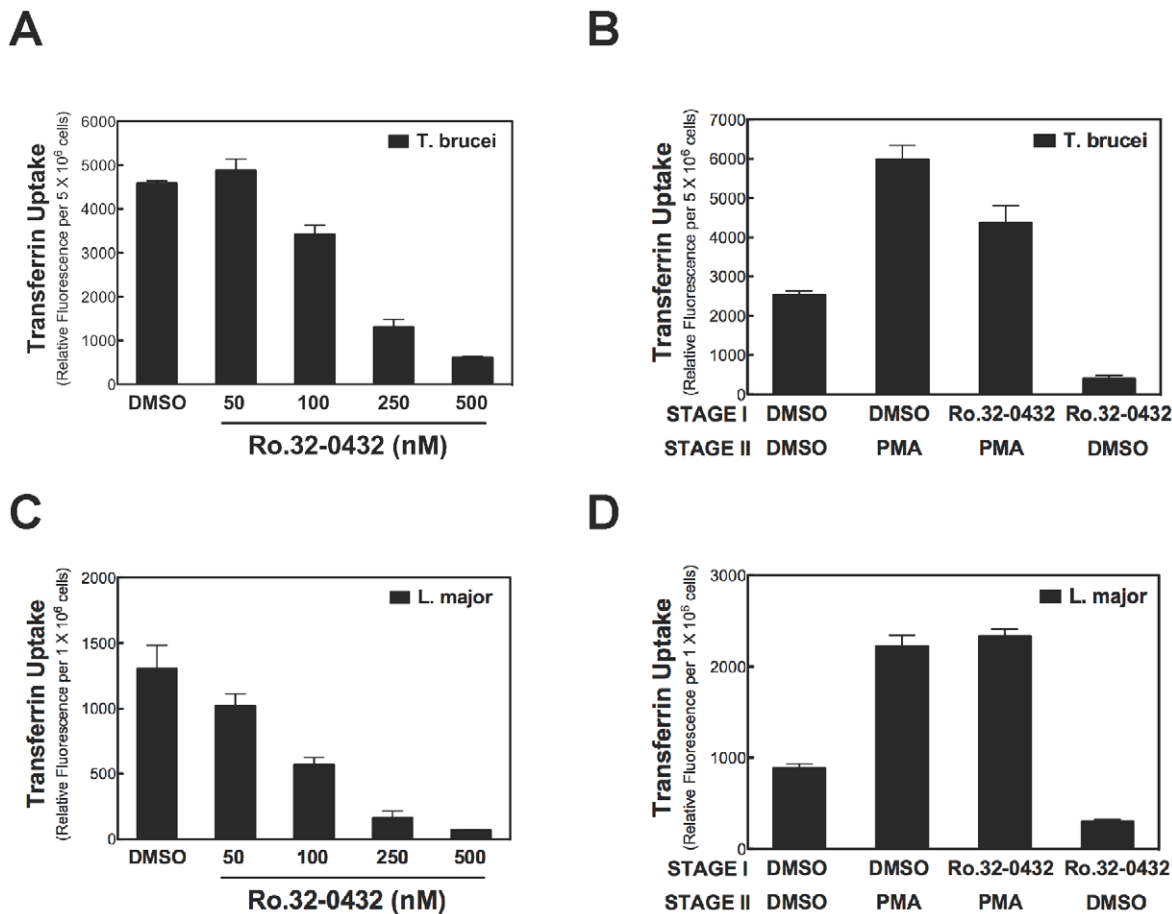 A
Transferrin Uptake
(Relative Fluorescence per 5 X 10⁶ cells)
6000
5000
4000
3000
2000
1000
0
T. brucei
DMSO 50 100 250 500
Ro.32-0432 (nM)
B
Transferrin Uptake
(Relative Fluorescence per 5 X 10⁶ cells)
7000
6000
5000
4000
3000
2000
1000
0
T. brucei
STAGE I DMSO DMSO Ro.32-0432 Ro.32-0432
STAGE II DMSO PMA PMA DMSO
C
Transferrin Uptake
(Relative Fluorescence per 1 X 10⁶ cells)
2000
1500
1000
500
0
L. major
DMSO 50 100 250 500
Ro.32-0432 (nM)
D
Transferrin Uptake
(Relative Fluorescence per 1 X 10⁶ cells)
3000
2000
1000
0
L. major
STAGE I DMSO DMSO Ro.32-0432 Ro.32-0432
STAGE II DMSO PMA PMA DMSO